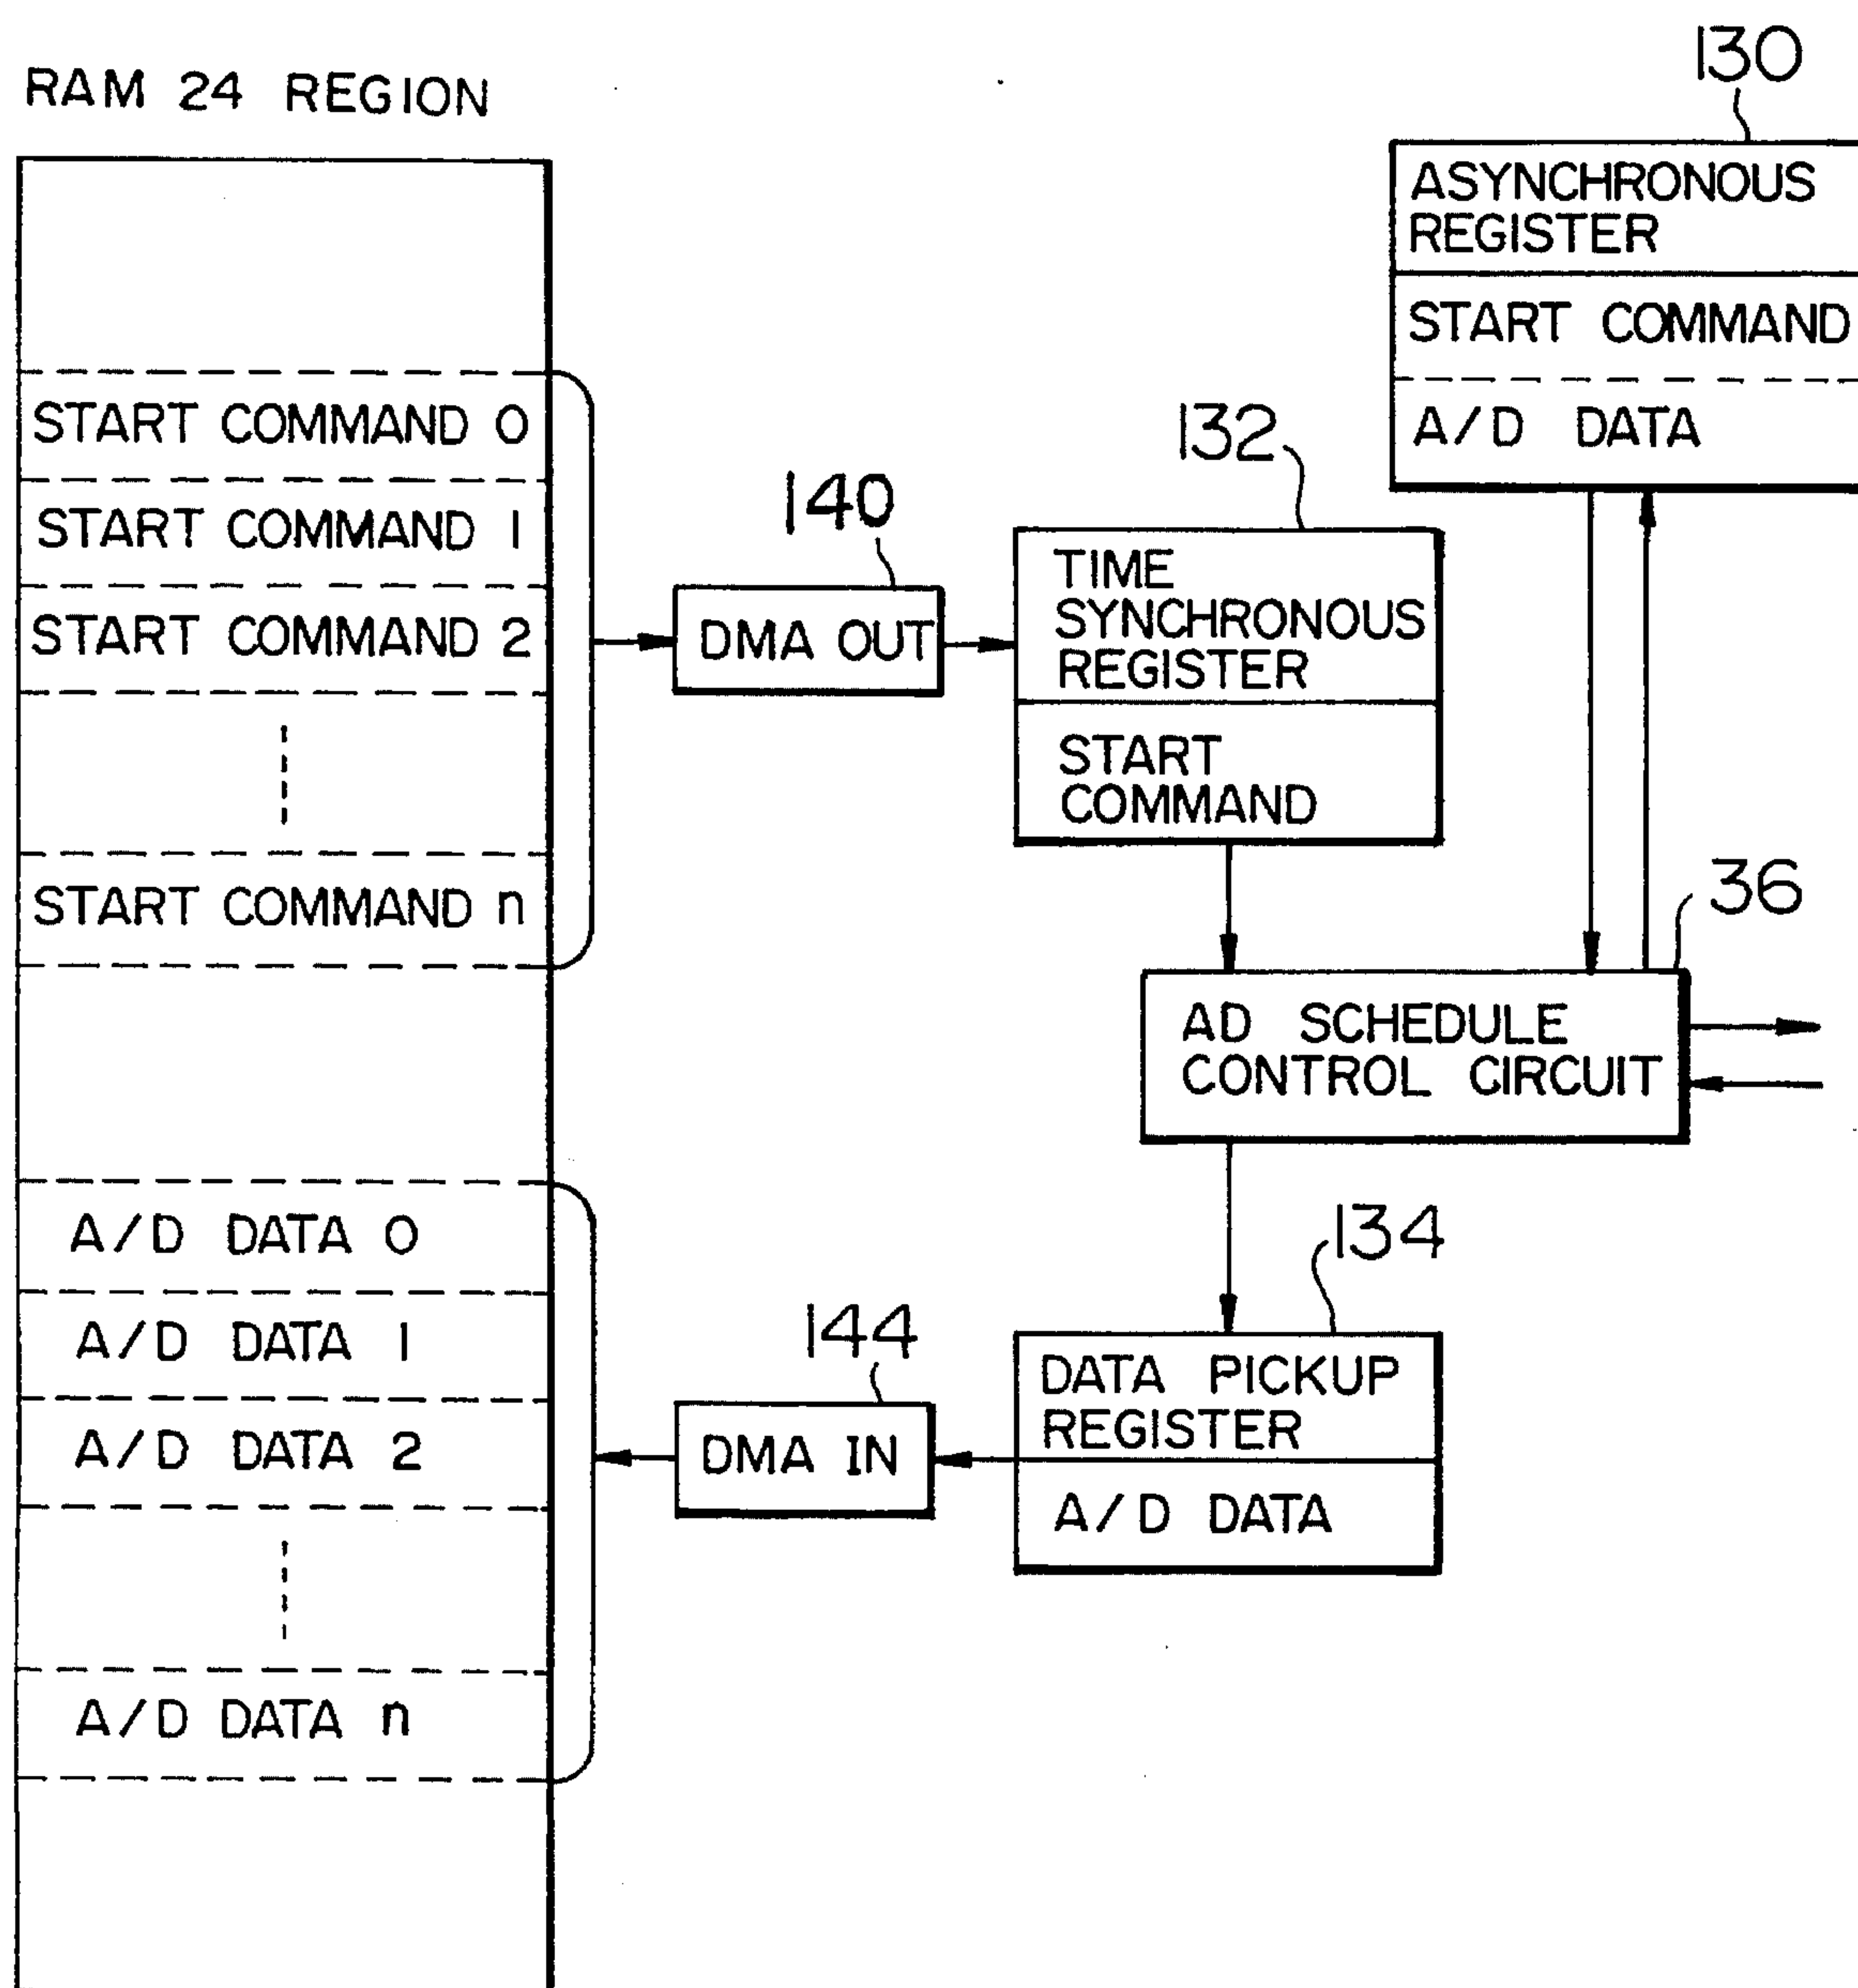 RAM 24 REGION
START COMMAND 0
START COMMAND 1
START COMMAND 2
START COMMAND n
A/D DATA 0
A/D DATA 1
A/D DATA 2
A/D DATA n
140
DMA OUT
132
TIME
SYNCHRONOUS
REGISTER
START
COMMAND
130
ASYNCHRONOUS
REGISTER
START COMMAND
A/D DATA
36
AD SCHEDULE
CONTROL CIRCUIT
134
DATA PICKUP
REGISTER
A/D DATA
144
DMA IN